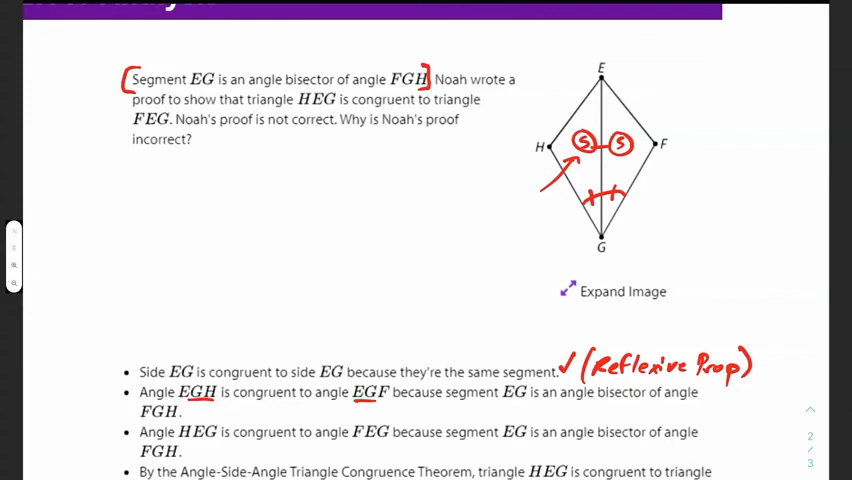 [Segment EG is an angle bisector of angle FGH]. Noah wrote a
proof to show that triangle HEG is congruent to triangle
FEG. Noah's proof is not correct. Why is Noah's proof
incorrect?
E
H
S
S
F
G
Expand Image
• Side EG is congruent to side EG because they're the same segment. ✓ (Reflexive Prop)
• Angle EGH is congruent to angle EGF because segment EG is an angle bisector of angle
FGH.
• Angle HEG is congruent to angle FEG because segment EG is an angle bisector of angle
FGH.
• By the Angle-Side-Angle Triangle Congruence Theorem, triangle HEG is congruent to triangle
2
/
3